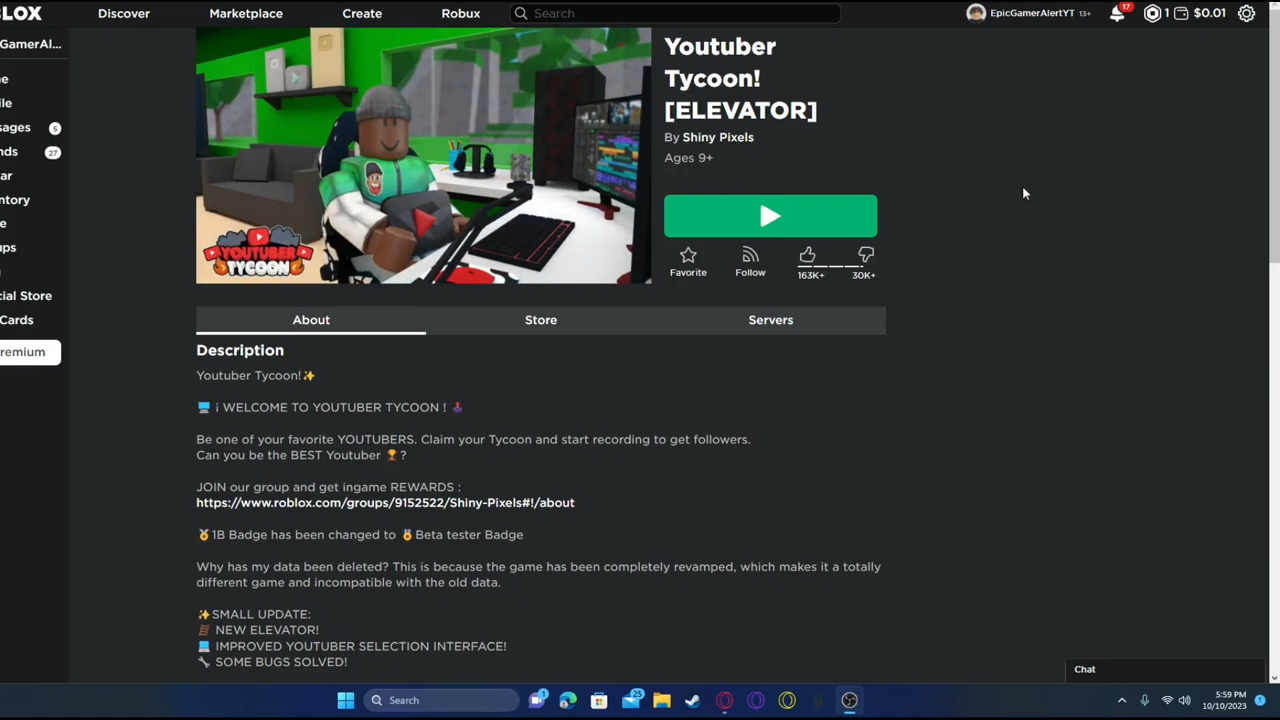 LOX
Discover
Marketplace
Create
Robux
Search
EpicGamerAlertYT 13+
17
1
$0.01
GamerAl...
e
ile
sages 5
nds 27
ar
ntory
e
ups
cial Store
Cards
remium
YOUTUBER
TYCOON
Youtuber
Tycoon!
[ELEVATOR]
By Shiny Pixels
Ages 9+
Favorite
Follow
163K+
30K+
About
Store
Servers
Description
Youtuber Tycoon!✨
🖥️ ¡ WELCOME TO YOUTUBER TYCOON ! 🕹️
Be one of your favorite YOUTUBERS. Claim your Tycoon and start recording to get followers.
Can you be the BEST Youtuber 🏆?
JOIN our group and get ingame REWARDS :
https://www.roblox.com/groups/9152522/Shiny-Pixels#!/about
🏅1B Badge has been changed to 🏅Beta tester Badge
Why has my data been deleted? This is because the game has been completely revamped, which makes it a totally
different game and incompatible with the old data.
✨SMALL UPDATE:
🪜 NEW ELEVATOR!
💻 IMPROVED YOUTUBER SELECTION INTERFACE!
🔧 SOME BUGS SOLVED!
Chat
Search
1
25
5:59 PM
10/10/2023
1